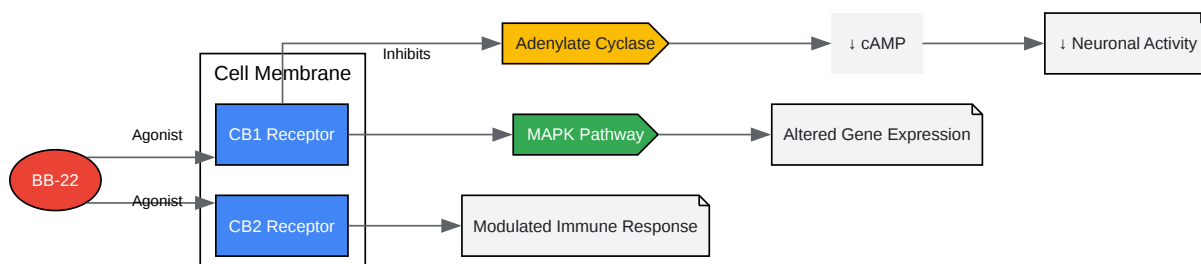 Inhibits
Adenylate Cyclase
↓ cAMP
↓ Neuronal Activity
Cell Membrane
Agonist
CB1 Receptor
MAPK Pathway
Altered Gene Expression
BB-22
Agonist
CB2 Receptor
Modulated Immune Response